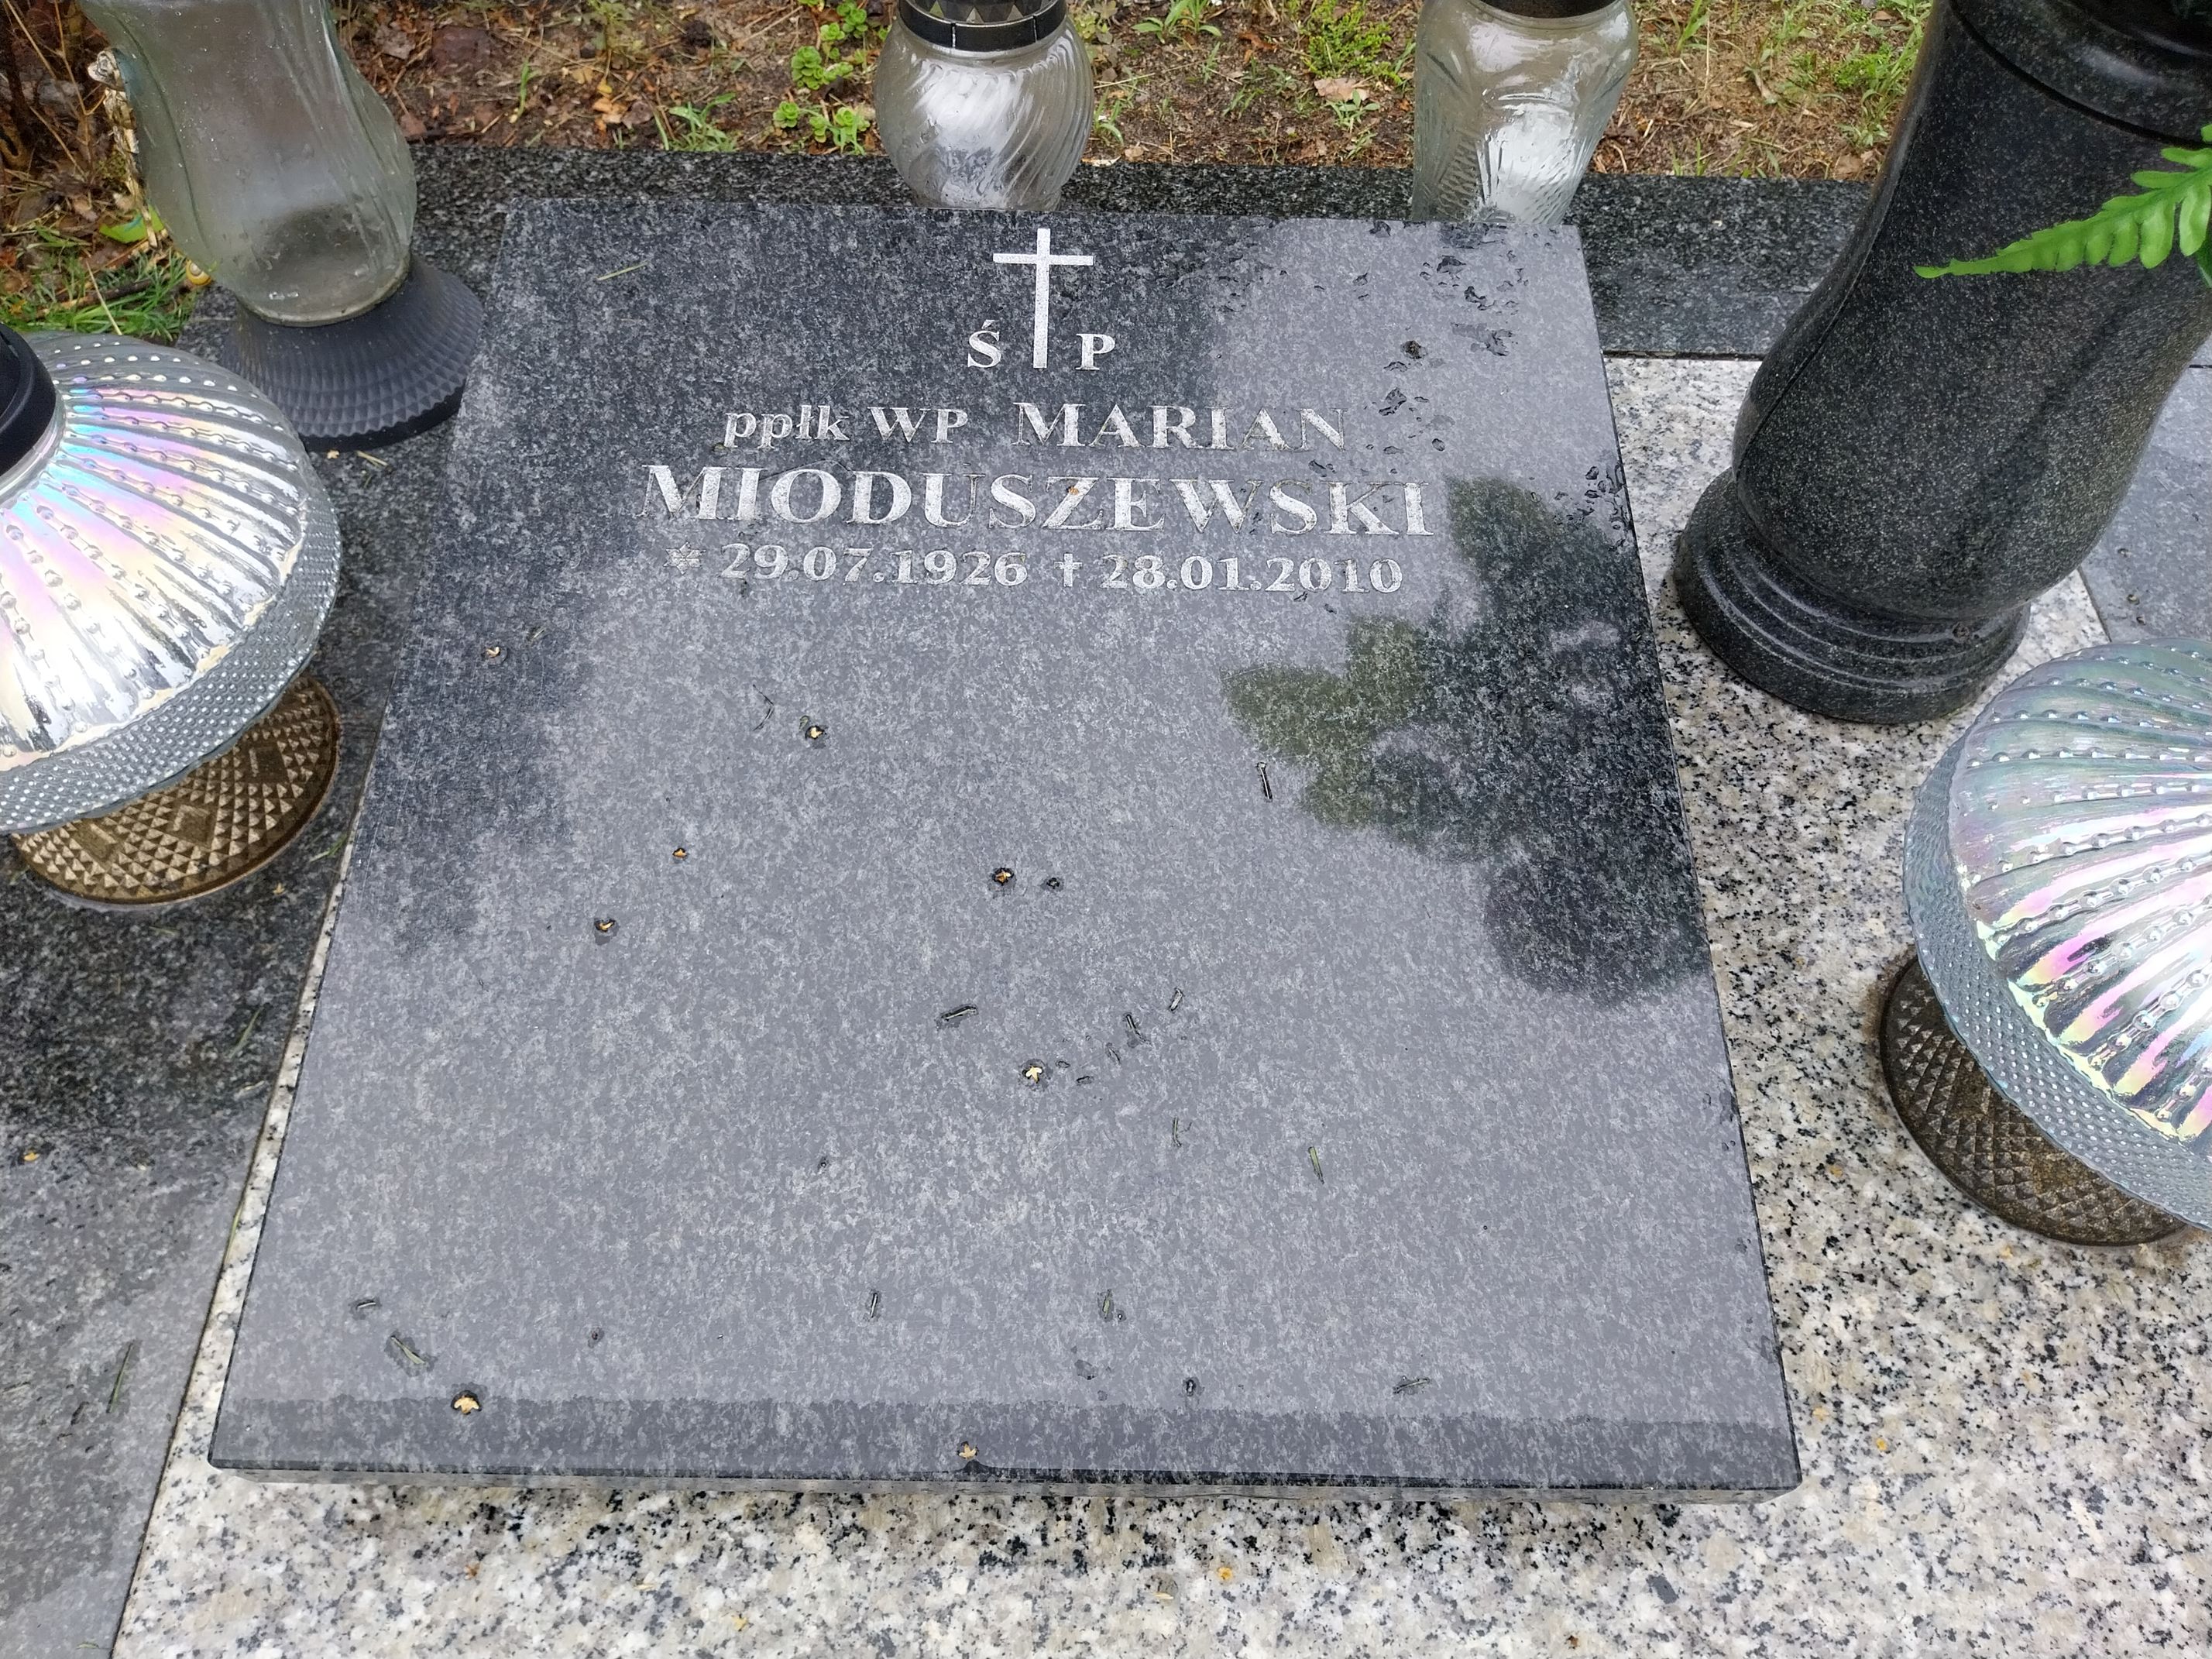 Ś P
ppłk WP MARIAN
MIODUSZEWSKI
* 29.07.1926 † 28.01.2010